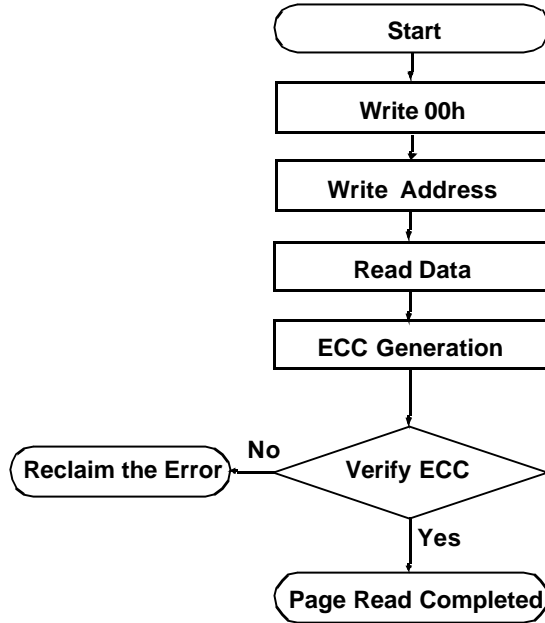 Start
Write 00h
Write Address
Read Data
ECC Generation
No
Reclaim the Error
Verify ECC
Yes
Page Read Completed